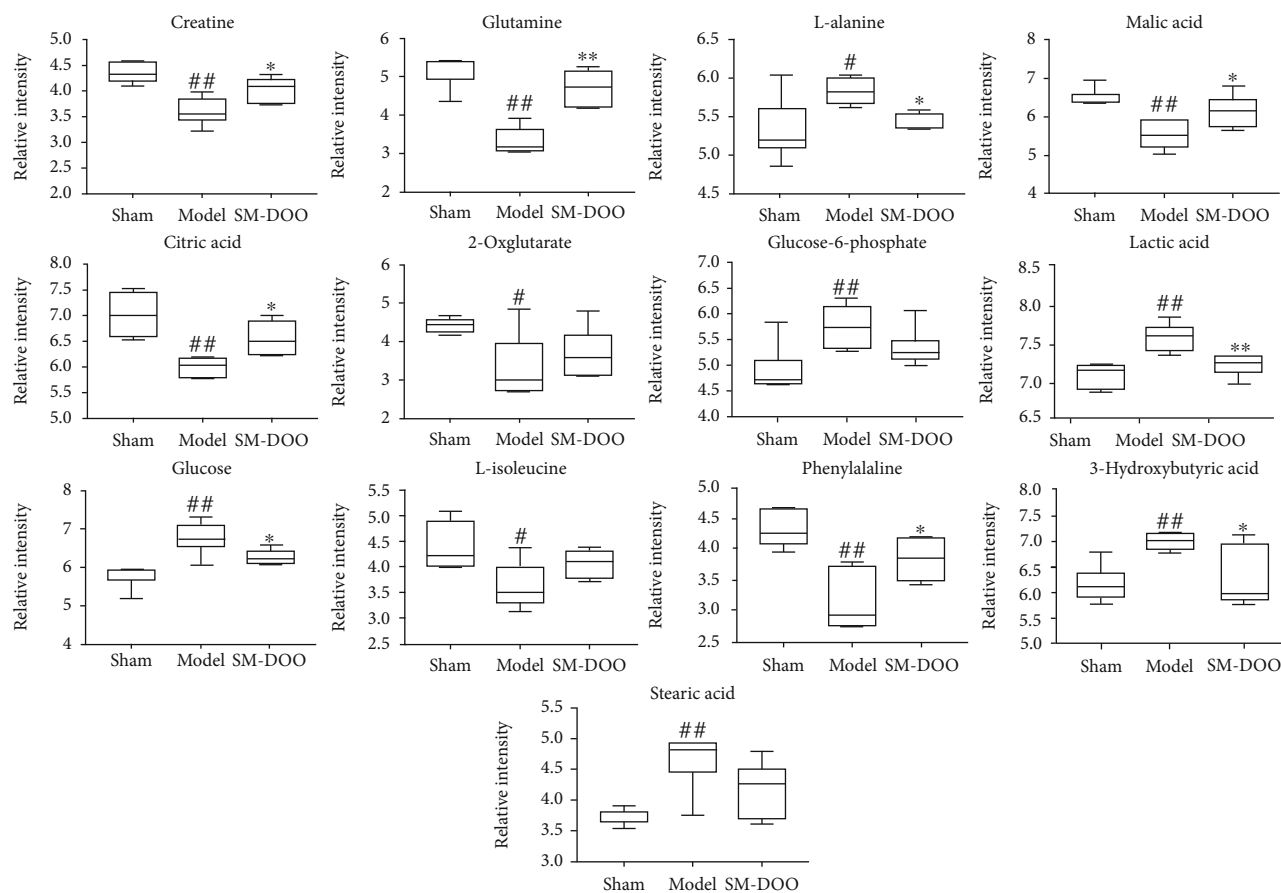 Creatine
Relative intensity
5.0
4.5
4.0
3.5
3.0
2.5
2.0
##
*
Sham Model SM-DOO
Glutamine
Relative intensity
6
5
4
3
2
##
**
Sham Model SM-DOO
L-alanine
Relative intensity
6.5
6.0
5.5
5.0
4.5
#
*
Sham Model SM-DOO
Malic acid
Relative intensity
8
7
6
5
4
##
*
Sham Model SM-DOO
Citric acid
Relative intensity
8.0
7.5
7.0
6.5
6.0
5.5
5.0
##
*
Sham Model SM-DOO
2-Oxglutarate
Relative intensity
6
5
4
3
2
#
Sham Model SM-DOO
Glucose-6-phosphate
Relative intensity
7.0
6.5
6.0
5.5
5.0
4.5
4.0
##
Sham Model SM-DOO
Lactic acid
Relative intensity
8.5
8.0
7.5
7.0
6.5
##
**
Sham Model SM-DOO
Glucose
Relative intensity
8
7
6
5
4
##
*
Sham Model SM-DOO
L-isoleucine
Relative intensity
5.5
5.0
4.5
4.0
3.5
3.0
2.5
#
Sham Model SM-DOO
Phenylalaline
Relative intensity
5.0
4.5
4.0
3.5
3.0
2.5
##
*
Sham Model SM-DOO
3-Hydroxybutyric acid
Relative intensity
8.0
7.5
7.0
6.5
6.0
5.5
5.0
##
*
Sham Model SM-DOO
Stearic acid
Relative intensity
5.5
5.0
4.5
4.0
3.5
3.0
##
Sham Model SM-DOO